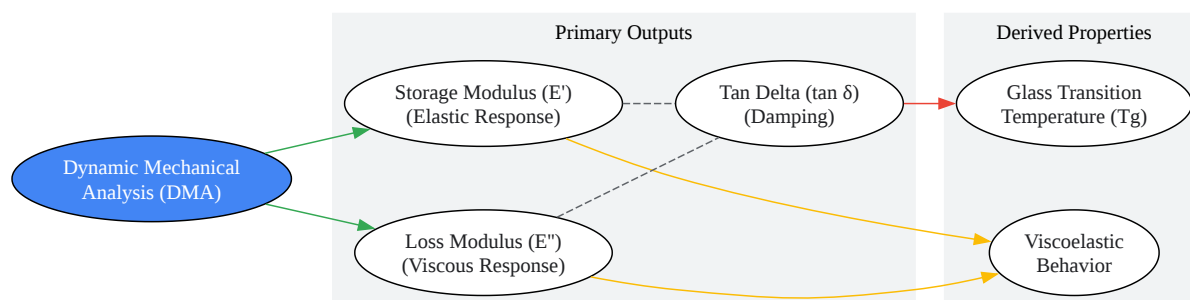 Primary Outputs
Derived Properties
Storage Modulus (E')
(Elastic Response)
Tan Delta (tan δ)
(Damping)
Glass Transition
Temperature (Tg)
Dynamic Mechanical
Analysis (DMA)
Loss Modulus (E'')
(Viscous Response)
Viscoelastic
Behavior